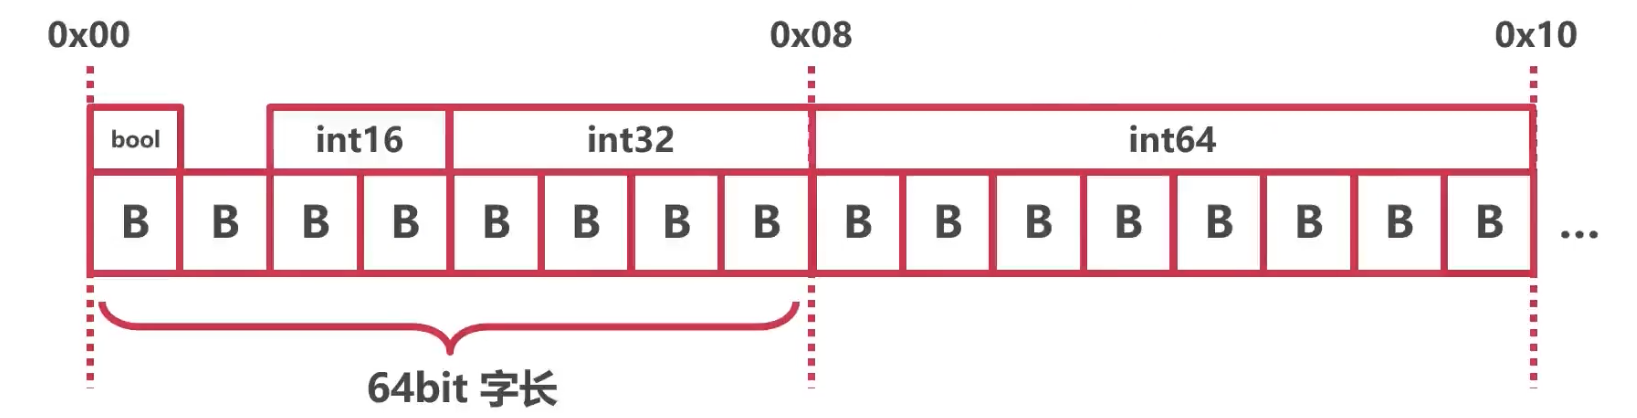 0x00 0x08 0x10
bool int16 int32 int64
B B B B B B B B B B B B B B B B ...
64bit 字长